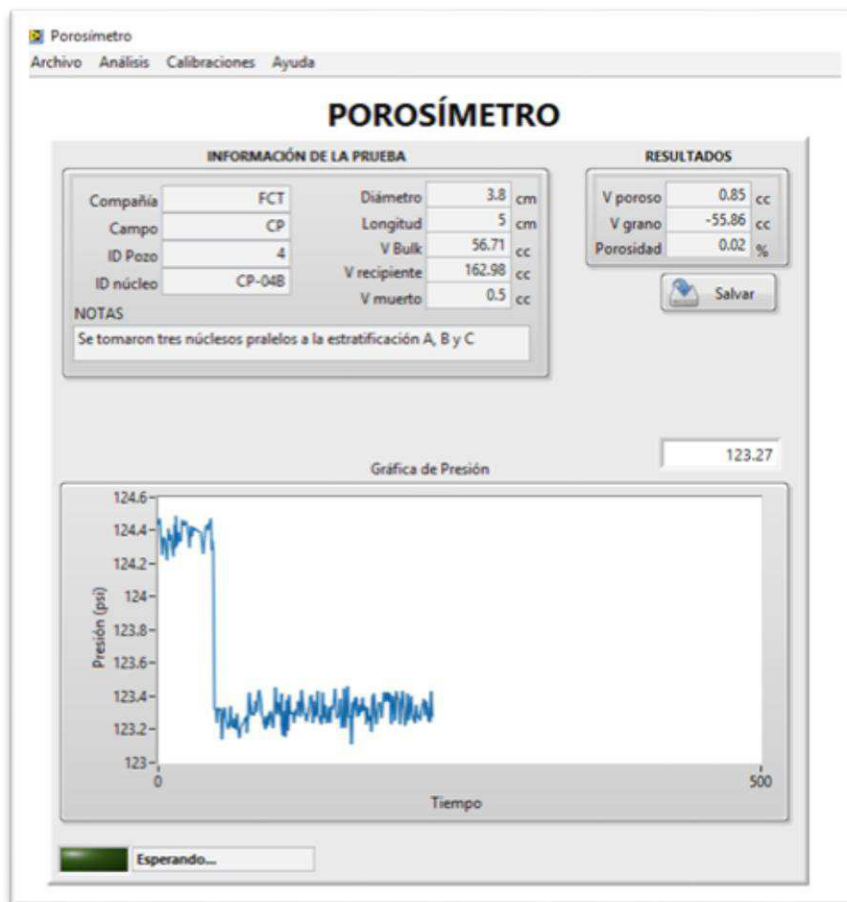 Porosímetro
Archivo Análisis Calibraciones Ayuda
POROSÍMETRO
INFORMACIÓN DE LA PRUEBA
Compañía FCT
Campo CP
ID Pozo 4
ID núcleo CP-04B
Diámetro 3.8 cm
Longitud 5 cm
V Bulk 56.71 cc
V recipiente 162.98 cc
V muerto 0.5 cc
NOTAS
Se tomaron tres núclesos pralelos a la estratificación A, B y C
RESULTADOS
V poroso 0.85 cc
V grano -55.86 cc
Porosidad 0.02 %
Salvar
123.27
Gráfica de Presión
Presión (psi)
124.6
124.4
124.2
124
123.8
123.6
123.4
123.2
123
0 500
Tiempo
Esperando...